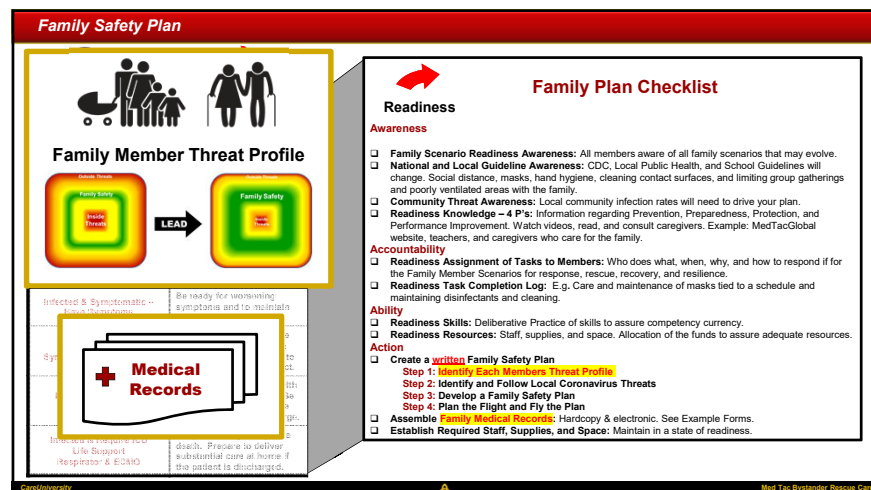 Family Safety Plan
Family Member Threat Profile
Outside Threats
Family Safety
Inside
Threats
LEAD
Outside Threats
Family Safety
Inside
Threats
Infected & Symptomatic –
Be ready for worsening
symptoms and to maintain
Medical
Records
Life Support
Respirator & ECMO
death. Prepare to deliver
substantial care at home if
the patient is discharged.
Readiness
Family Plan Checklist
Awareness
❑ Family Scenario Readiness Awareness: All members aware of all family scenarios that may evolve.
❑ National and Local Guideline Awareness: CDC, Local Public Health, and School Guidelines will
change. Social distance, masks, hand hygiene, cleaning contact surfaces, and limiting group gatherings
and poorly ventilated areas with the family.
❑ Community Threat Awareness: Local community infection rates will need to drive your plan.
❑ Readiness Knowledge – 4 P's: Information regarding Prevention, Preparedness, Protection, and
Performance Improvement. Watch videos, read, and consult caregivers. Example: MedTacGlobal
website, teachers, and caregivers who care for the family.
Accountability
❑ Readiness Assignment of Tasks to Members: Who does what, when, why, and how to respond if for
the Family Member Scenarios for response, rescue, recovery, and resilience.
❑ Readiness Task Completion Log: E.g. Care and maintenance of masks tied to a schedule and
maintaining disinfectants and cleaning.
Ability
❑ Readiness Skills: Deliberative Practice of skills to assure competency currency.
❑ Readiness Resources: Staff, supplies, and space. Allocation of the funds to assure adequate resources.
Action
❑ Create a written Family Safety Plan
Step 1: Identify Each Members Threat Profile
Step 2: Identify and Follow Local Coronavirus Threats
Step 3: Develop a Family Safety Plan
Step 4: Plan the Flight and Fly the Plan
❑ Assemble Family Medical Records: Hardcopy & electronic. See Example Forms.
❑ Establish Required Staff, Supplies, and Space: Maintain in a state of readiness.
CareUniversity
Med Tac Bystander Rescue Care